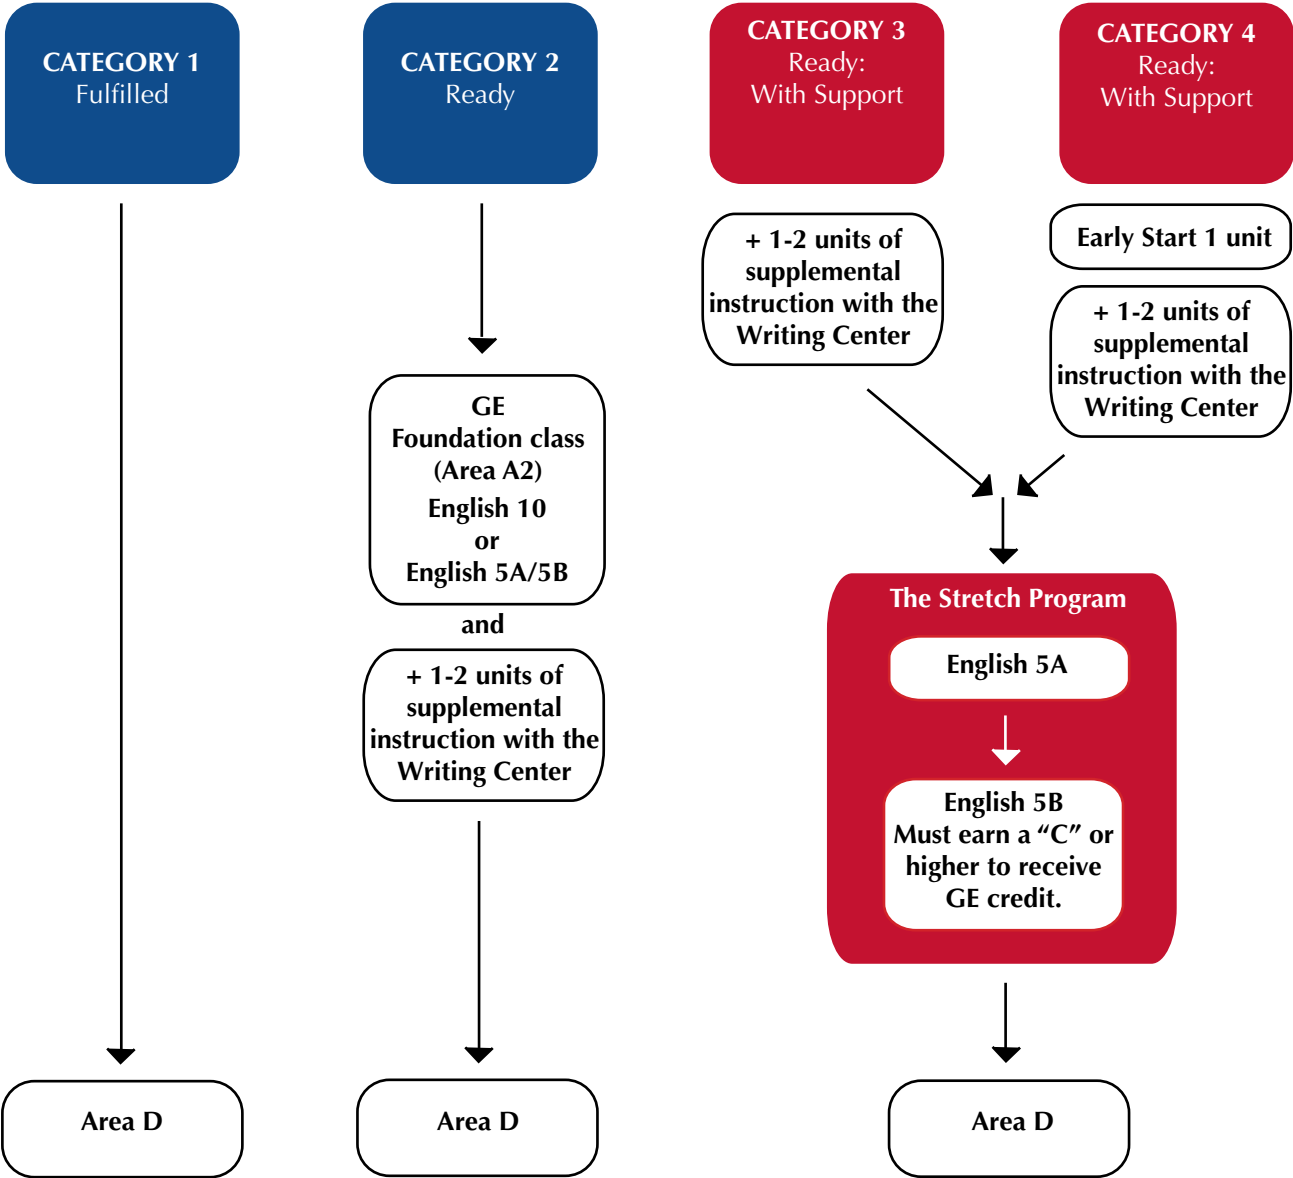 CATEGORY 1
Fulfilled
Area D
CATEGORY 2
Ready
GE
Foundation class
(Area A2)
English 10
or
English 5A/5B
and
+ 1-2 units of
supplemental
instruction with the
Writing Center
Area D
CATEGORY 3
Ready:
With Support
+ 1-2 units of
supplemental
instruction with the
Writing Center
CATEGORY 4
Ready:
With Support
Early Start 1 unit
+ 1-2 units of
supplemental
instruction with the
Writing Center
The Stretch Program
English 5A
English 5B
Must earn a “C” or
higher to receive
GE credit.
Area D